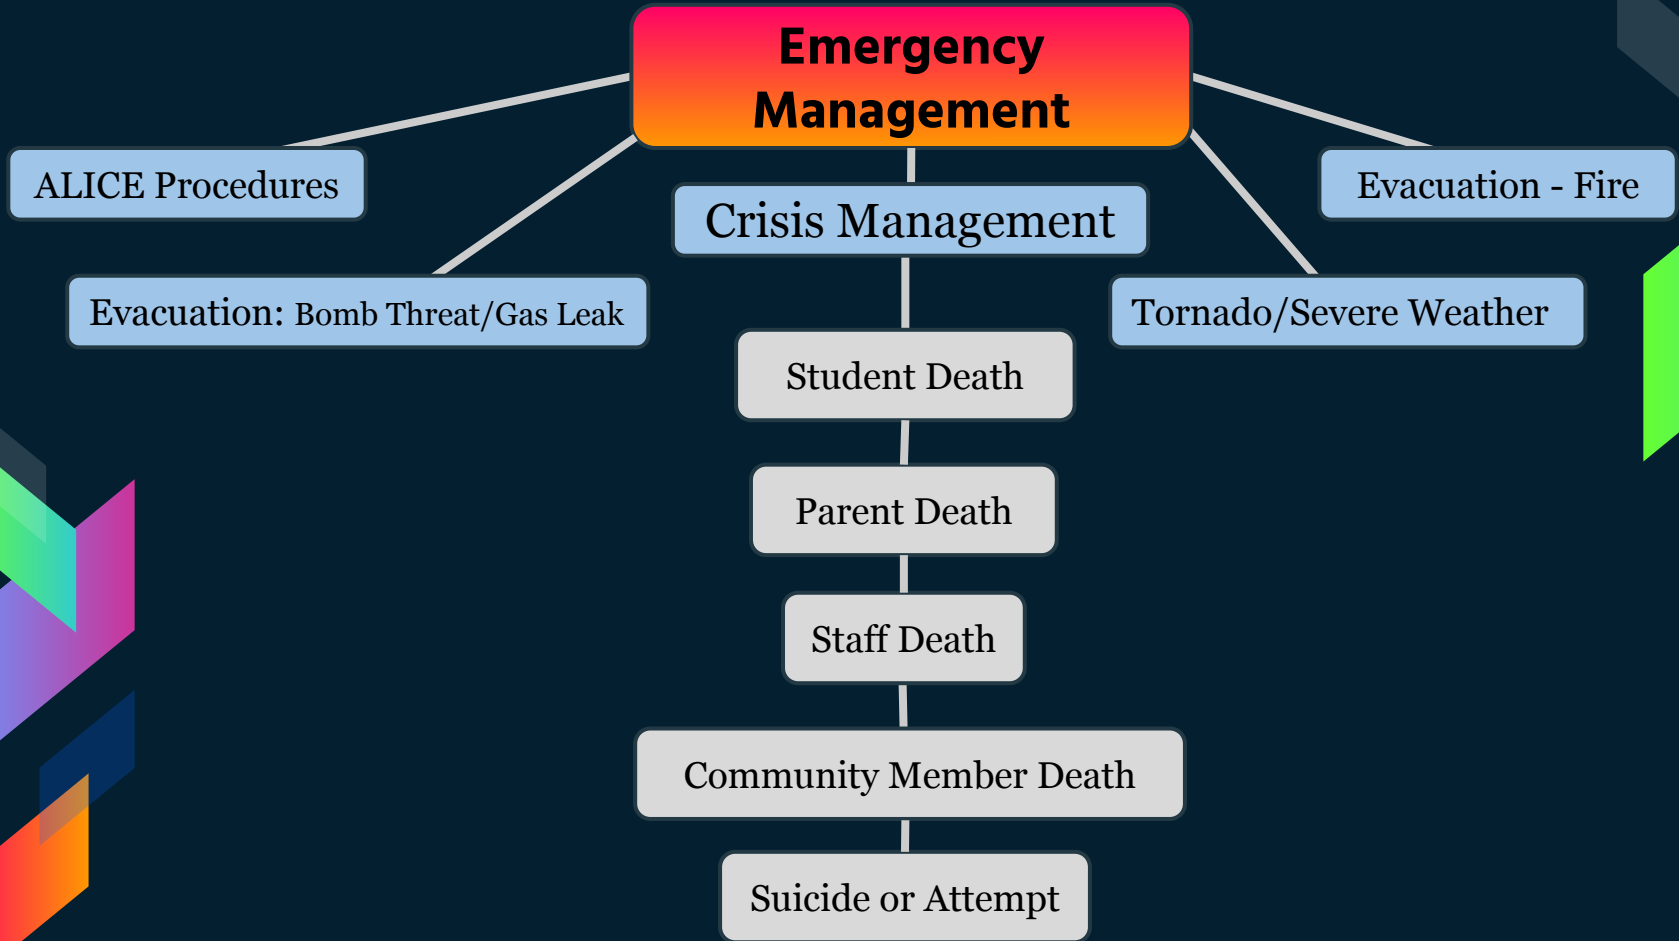 Emergency
Management
ALICE Procedures
Evacuation - Fire
Crisis Management
Evacuation: Bomb Threat/Gas Leak
Tornado/Severe Weather
Student Death
Parent Death
Staff Death
Community Member Death
Suicide or Attempt